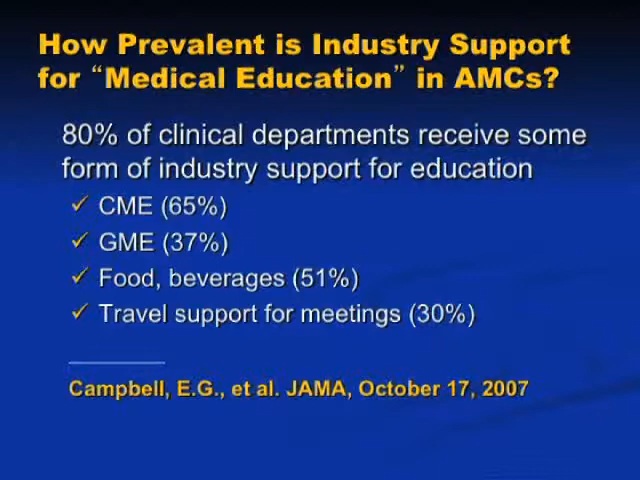 How Prevalent is Industry Support
for “Medical Education” in AMCs?
80% of clinical departments receive some
form of industry support for education
✓ CME (65%)
✓ GME (37%)
✓ Food, beverages (51%)
✓ Travel support for meetings (30%)
Campbell, E.G., et al. JAMA, October 17, 2007